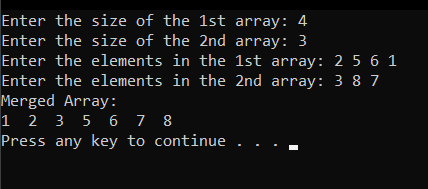 Enter the size of the 1st array: 4
Enter the size of the 2nd array: 3
Enter the elements in the 1st array: 2 5 6 1
Enter the elements in the 2nd array: 3 8 7
Merged Array:
1  2  3  5  6  7  8
Press any key to continue . . .